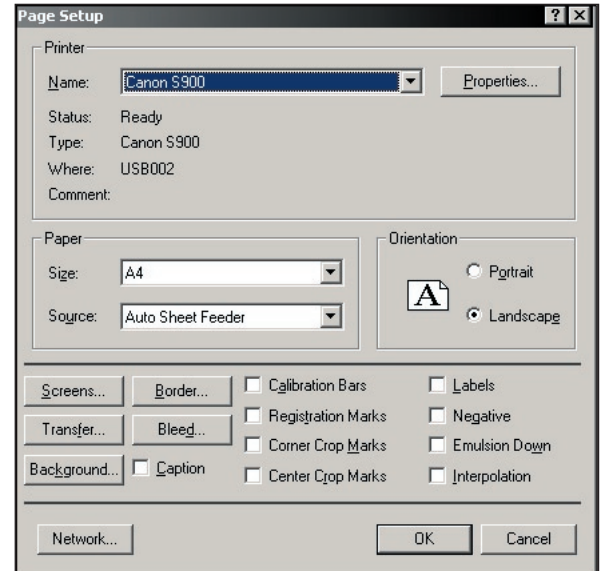 Page Setup
Printer
Name: Canon S900 Properties...
Status: Ready
Type: Canon S900
Where: USB002
Comment:
Paper
Size: A4
Source: Auto Sheet Feeder
Orientation
A
Portrait
Landscape
Screens... Border... Calibration Bars Labels
Transfer... Bleed... Registration Marks Negative
Corner Crop Marks Emulsion Down
Background... Caption Center Crop Marks Interpolation
Network... OK Cancel